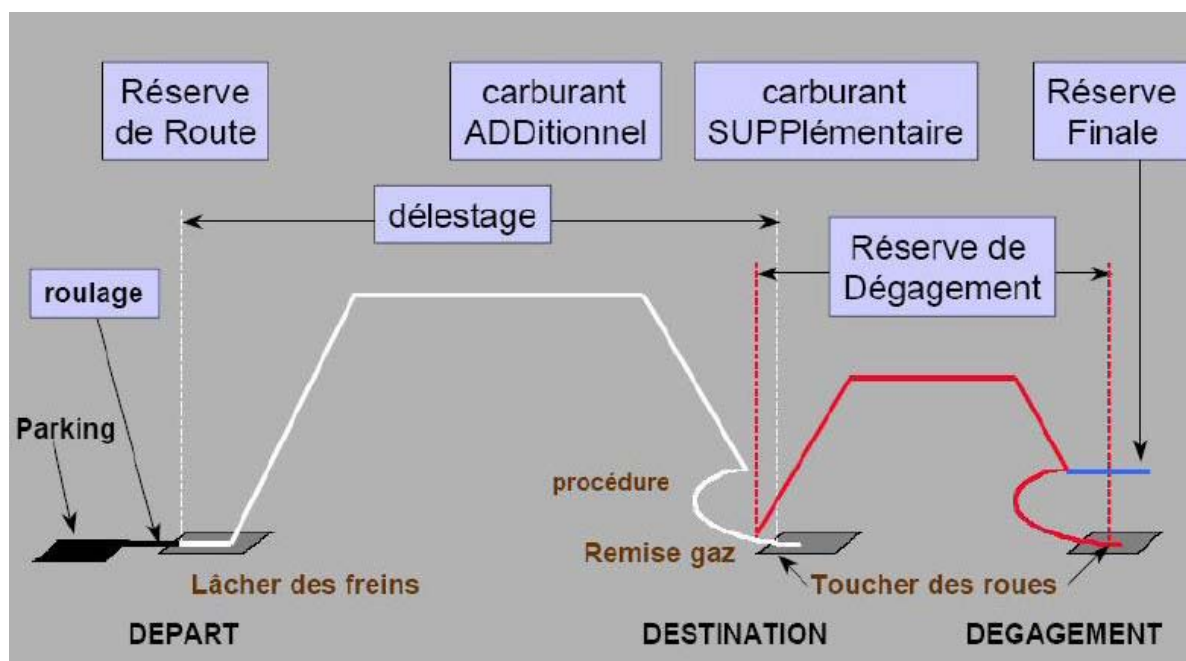 Réserve
de Route
carburant
ADDitionnel
carburant
SUPPlémentaire
Réserve
Finale
délestage
Réserve de
Dégagement
roulage
Parking
procédure
Remise gaz
Lâcher des freins
Toucher des roues
DEPART
DESTINATION
DEGAGEMENT